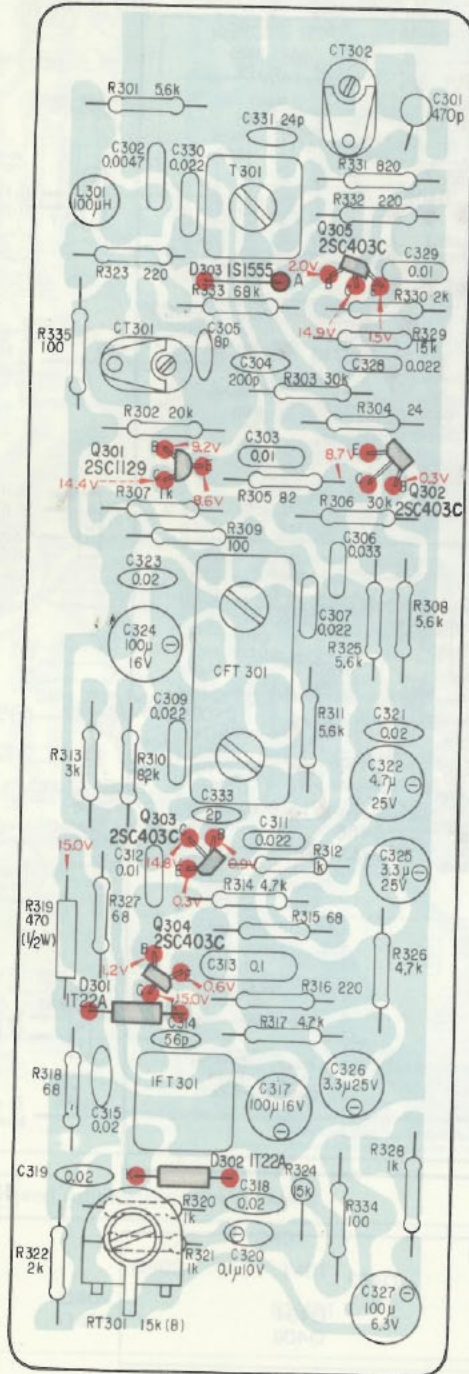 CT302
R301 5.6k
C301
470p
C331 24p
C302
0.0047
C330
0.022
T301
R331 820
L301
100μH
R332 220
Q305
2SC403C
C329
0.01
R323 220
D303 1S1555
A
2.0V
B
C
E
R333 68k
R330 2k
14.9V
1.5V
R335
100
CT301
C305
8p
R329
15k
C304
200p
C328 0.022
R303 30k
R302 20k
R304 24
Q301
2SC1129
B
9.2V
E
C
14.4V
8.6V
C303
0.01
8.7V
E
C
B
0.3V
Q302
2SC403C
R307 1k
R305 82
R306 30k
R309
100
C306
0.033
C323
0.02
C324
100μ
16V
CFT 301
C307
0.022
R308
5.6k
R325
5.6k
C309
0.022
R311
5.6k
C321
0.02
R313
3k
R310
82k
C322
4.7μ
25V
C333
2p
Q303
2SC403C
C
B
E
C311
0.022
15.0V
C312
0.01
14.8V
0.9V
R312
1k
C325
3.3μ
25V
0.3V
R314 4.7k
R319
470
(1/2W)
R327
68
Q304
2SC403C
R315 68
B
1.2V
E
0.6V
C
15.0V
C313 0.1
R326
4.7k
D301
1T22A
R316 220
C314
56p
R317 4.7k
R318
68
C315
0.02
IFT301
C317
100μ16V
C326
3.3μ25V
D302 1T22A
R328
1k
C319 0.02
R320
1k
C318
0.02
R324
15k
R334
100
R322
2k
R321
1k
C320
0.1μ10V
C327
100μ
6.3V
RT301 15k(B)